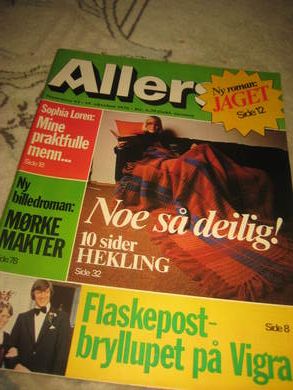 Allers
Ny roman:
JAGET
Side 12
Sophia Loren:
Mine
praktfulle
menn...
Side 18
Ny
billedroman:
MØRKE
MAKTER
Side 78
Noe så deilig!
10 sider
HEKLING
Side 32
Flaskepost-
bryllupet på Vigra
Side 8